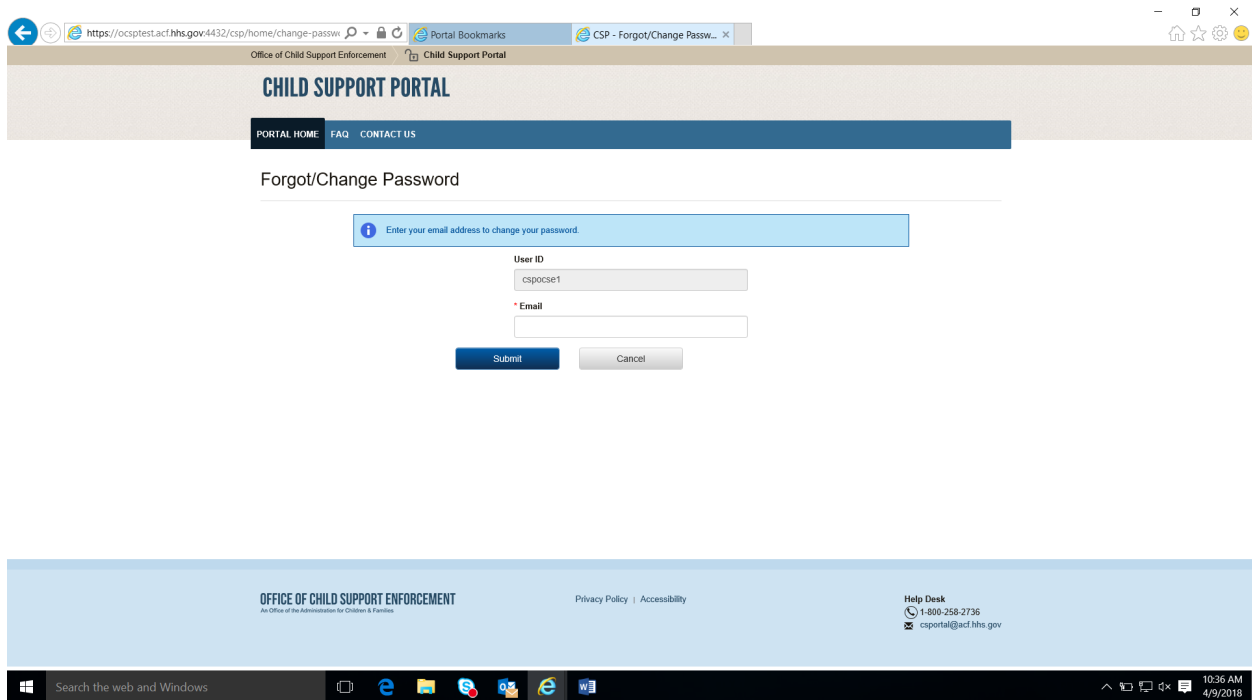 https://ocsptest.acf.hhs.gov:4432/csp/home/change-passwo
Portal Bookmarks
CSP - Forgot/Change Passw...
Office of Child Support Enforcement
Child Support Portal
CHILD SUPPORT PORTAL
PORTAL HOME FAQ CONTACT US
Forgot/Change Password
Enter your email address to change your password.
User ID
cspocse1
* Email
Submit Cancel
OFFICE OF CHILD SUPPORT ENFORCEMENT
An Office of the Administration for Children & Families
Privacy Policy | Accessibility
Help Desk
1-800-258-2736
csportal@acf.hhs.gov
Search the web and Windows
10:36 AM
4/9/2018